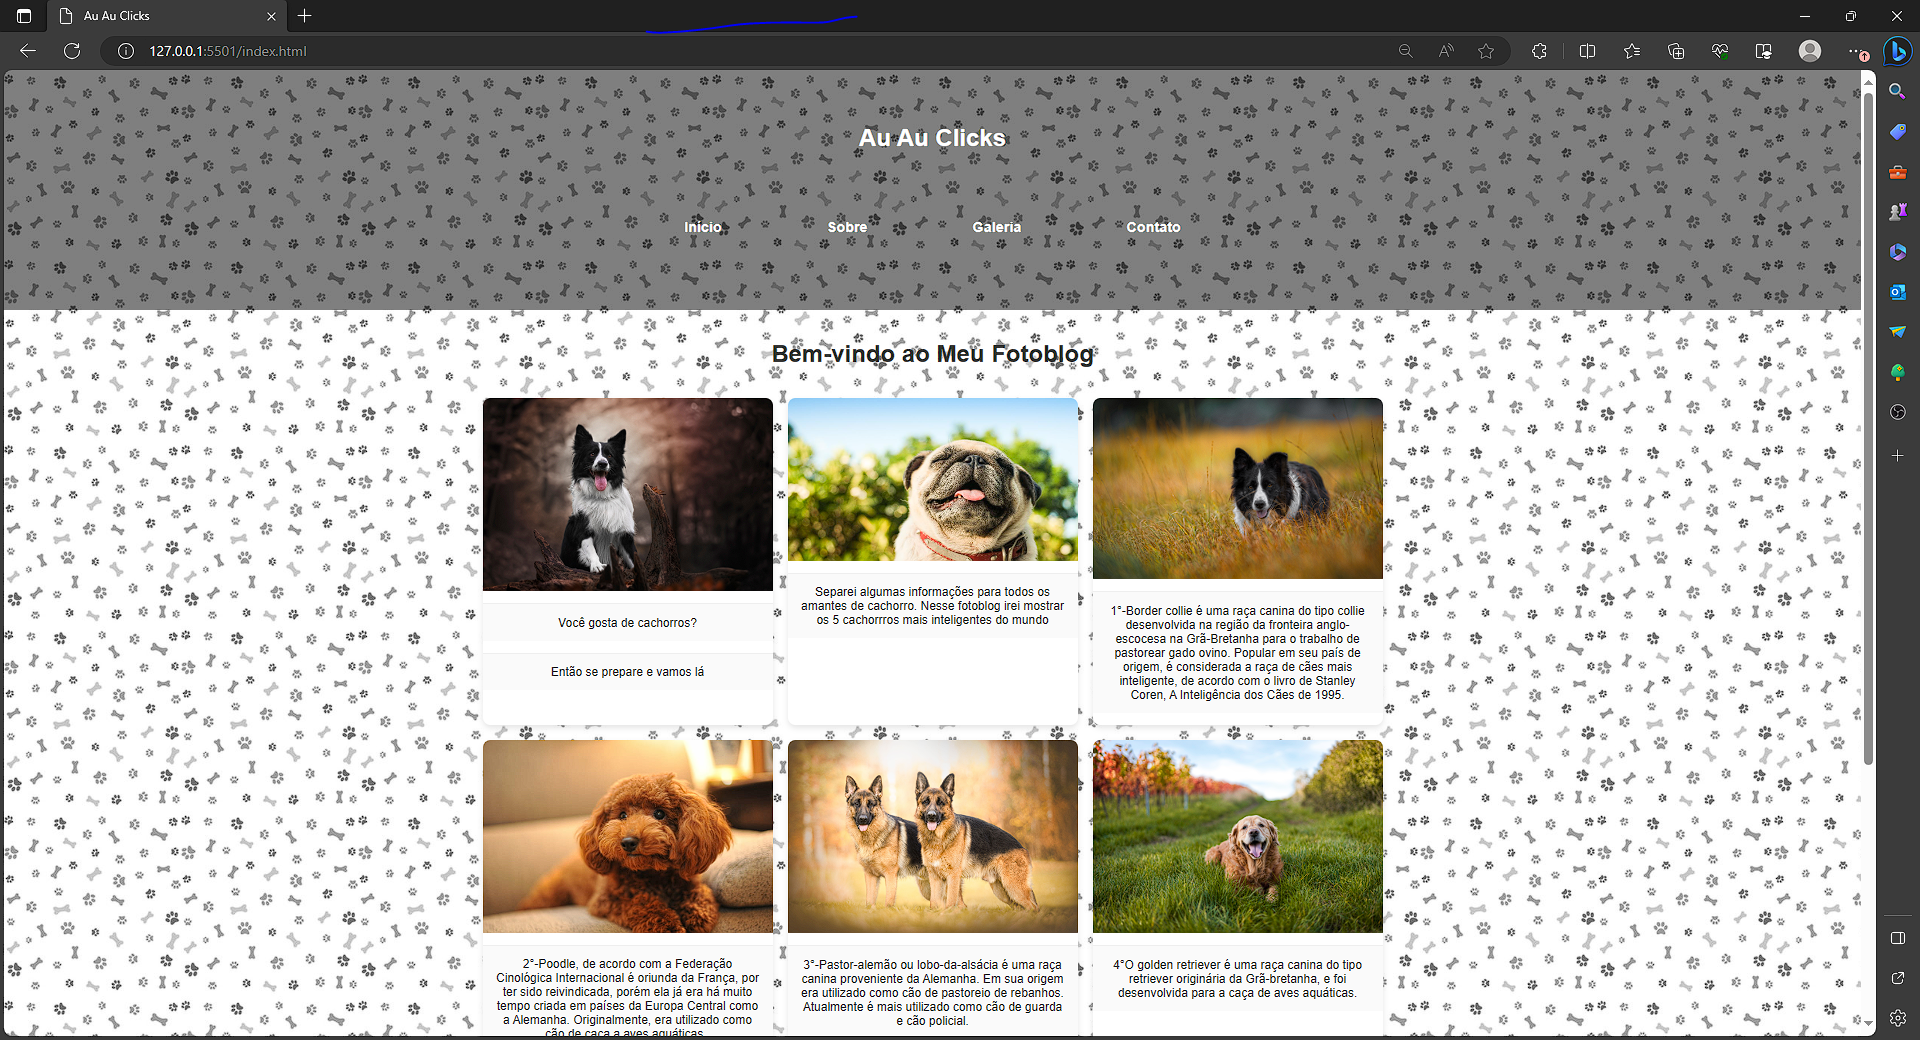 Au Au Clicks
127.0.0.1:5501/index.html
Au Au Clicks
Início Sobre Galeria Contato
Bem-vindo ao Meu Fotoblog
Você gosta de cachorros?
Então se prepare e vamos lá
Separei algumas informações para todos os
amantes de cachorro. Nesse fotoblog irei mostrar
os 5 cachorrros mais inteligentes do mundo
1°-Border collie é uma raça canina do tipo collie
desenvolvida na região da fronteira anglo-
escocesa na Grã-Bretanha para o trabalho de
pastorear gado ovino. Popular em seu país de
origem, é considerada a raça de cães mais
inteligente, de acordo com o livro de Stanley
Coren, A Inteligência dos Cães de 1995.
2°-Poodle, de acordo com a Federação
Cinológica Internacional é oriunda da França, por
ter sido reivindicada, porém ela já era há muito
tempo criada em países da Europa Central como
a Alemanha. Originalmente, era utilizado como
cão de caça a aves aquáticas.
3°-Pastor-alemão ou lobo-da-alsácia é uma raça
canina proveniente da Alemanha. Em sua origem
era utilizado como cão de pastoreio de rebanhos.
Atualmente é mais utilizado como cão de guarda
e cão policial.
4°O golden retriever é uma raça canina do tipo
retriever originária da Grã-bretanha, e foi
desenvolvida para a caça de aves aquáticas.